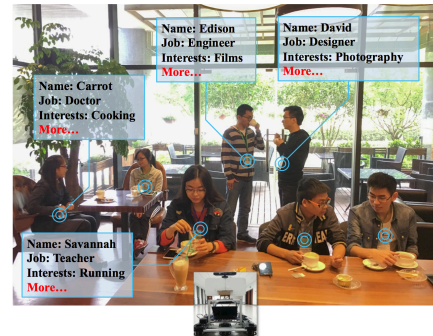 Name: Edison
Job: Engineer
Interests: Films
More...
Name: David
Job: Designer
Interests: Photography
More...
Name: Carrot
Job: Doctor
Interests: Cooking
More...
Name: Savannah
Job: Teacher
Interests: Running
More...